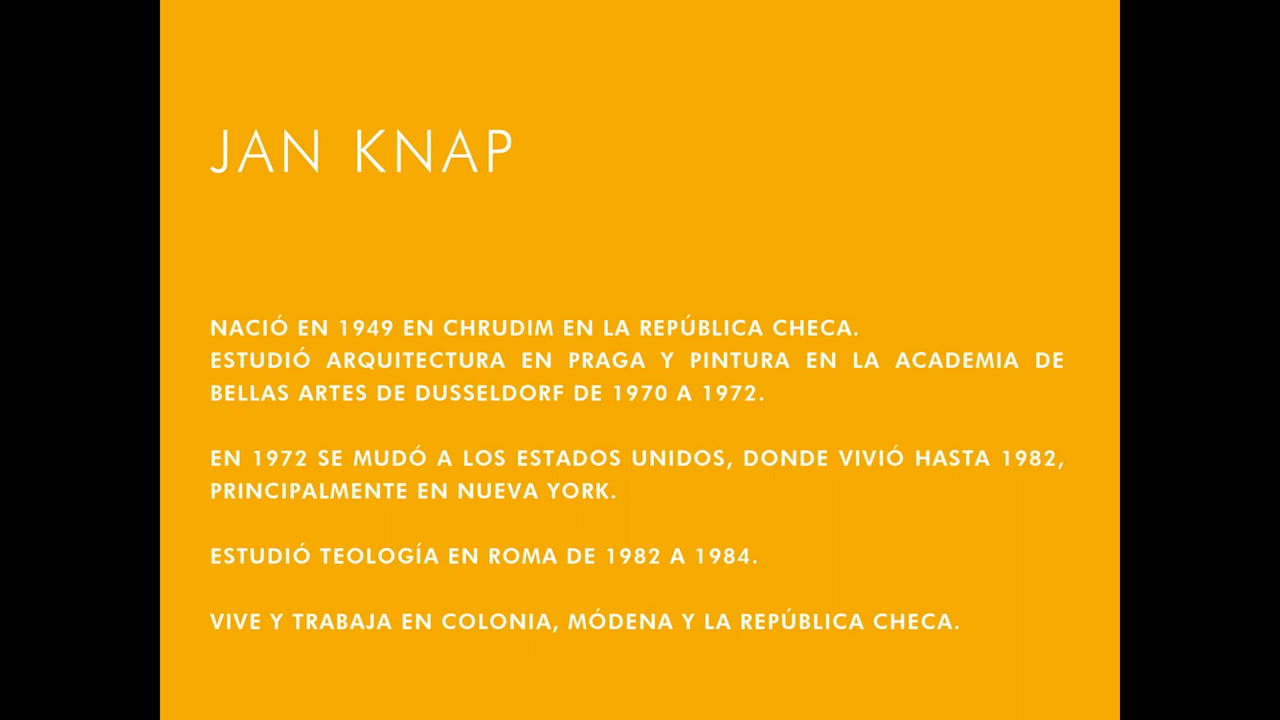 JAN KNAP
NACIÓ EN 1949 EN CHRUDIM EN LA REPÚBLICA CHECA.
ESTUDIÓ ARQUITECTURA EN PRAGA Y PINTURA EN LA ACADEMIA DE
BELLAS ARTES DE DUSSELDORF DE 1970 A 1972.
EN 1972 SE MUDÓ A LOS ESTADOS UNIDOS, DONDE VIVIÓ HASTA 1982,
PRINCIPALMENTE EN NUEVA YORK.
ESTUDIÓ TEOLOGÍA EN ROMA DE 1982 A 1984.
VIVE Y TRABAJA EN COLONIA, MÓDENA Y LA REPÚBLICA CHECA.